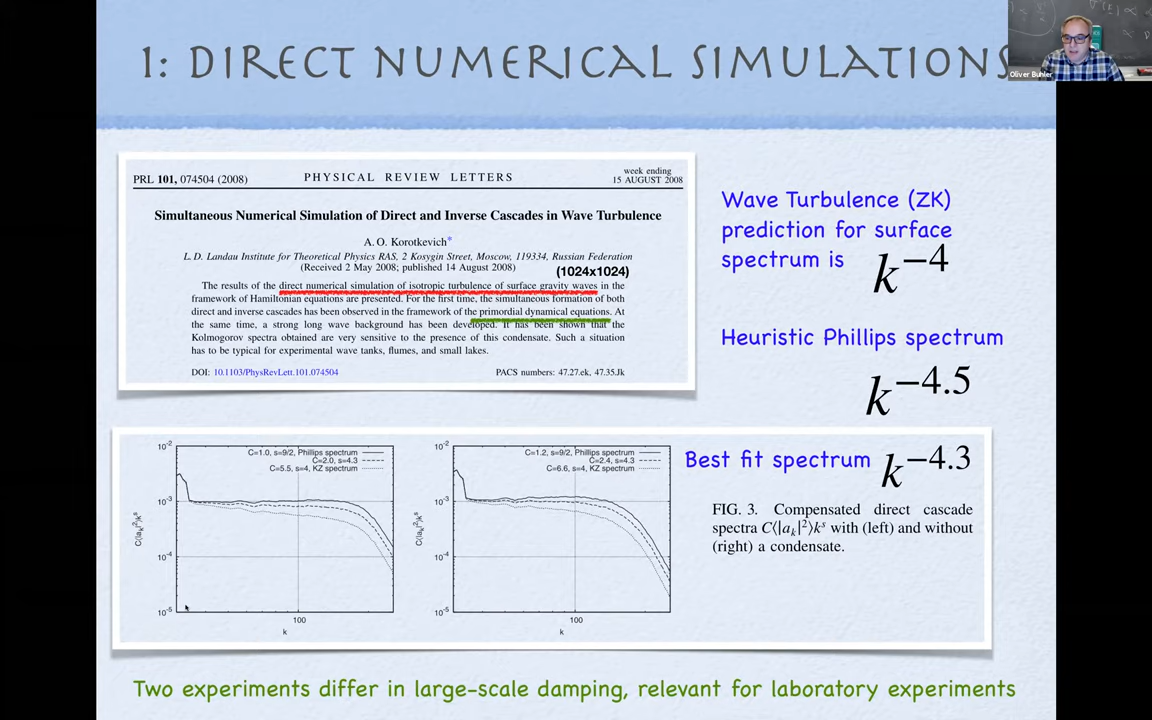 1: DIRECT NUMERICAL SIMULATIONS
Oliver Buhler
PRL 101, 074504 (2008)
PHYSICAL REVIEW LETTERS
week ending
15 AUGUST 2008
Simultaneous Numerical Simulation of Direct and Inverse Cascades in Wave Turbulence
A. O. Korotkevich*
L. D. Landau Institute for Theoretical Physics RAS, 2 Kosygin Street, Moscow, 119334, Russian Federation
(Received 2 May 2008; published 14 August 2008)
(1024x1024)
The results of the direct numerical simulation of isotropic turbulence of surface gravity waves in the
framework of Hamiltonian equations are presented. For the first time, the simultaneous formation of both
direct and inverse cascades has been observed in the framework of the primordial dynamical equations. At
the same time, a strong long wave background has been developed. It has been shown that the
Kolmogorov spectra obtained are very sensitive to the presence of this condensate. Such a situation
has to be typical for experimental wave tanks, flumes, and small lakes.
DOI: 10.1103/PhysRevLett.101.074504
PACS numbers: 47.27.ek, 47.35.Jk
Wave Turbulence (ZK)
prediction for surface
spectrum is k⁻⁴
Heuristic Phillips spectrum
k⁻⁴·⁵
10⁻²
10⁻³
10⁻⁴
10⁻⁵
C⟨|aₖ|²⟩kˢ
C=1.0, s=9/2, Phillips spectrum
C=2.0, s=4.3
C=5.5, s=4, KZ spectrum
100
k
10⁻²
10⁻³
10⁻⁴
10⁻⁵
C⟨|aₖ|²⟩kˢ
C=1.2, s=9/2, Phillips spectrum
C=2.4, s=4.3
C=6.6, s=4, KZ spectrum
100
k
Best fit spectrum k⁻⁴·³
FIG. 3. Compensated direct cascade
spectra C⟨|aₖ|²⟩kˢ with (left) and without
(right) a condensate.
Two experiments differ in large-scale damping, relevant for laboratory experiments